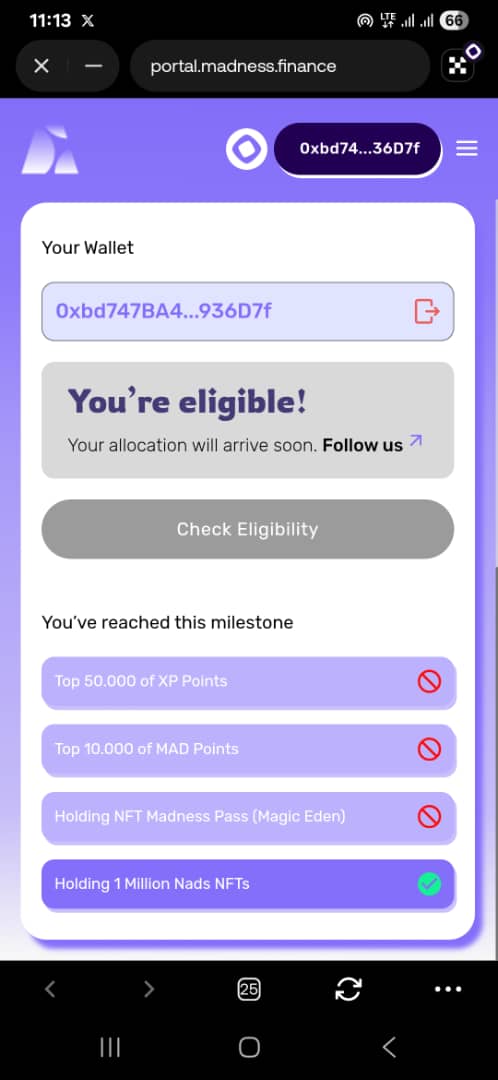 11:13 X
LTE
66
portal.madness.finance
0xbd74...36D7f
Your Wallet
0xbd747BA4...936D7f
You're eligible!
Your allocation will arrive soon. Follow us
Check Eligibility
You've reached this milestone
Top 50.000 of XP Points
Top 10.000 of MAD Points
Holding NFT Madness Pass (Magic Eden)
Holding 1 Million Nads NFTs
25